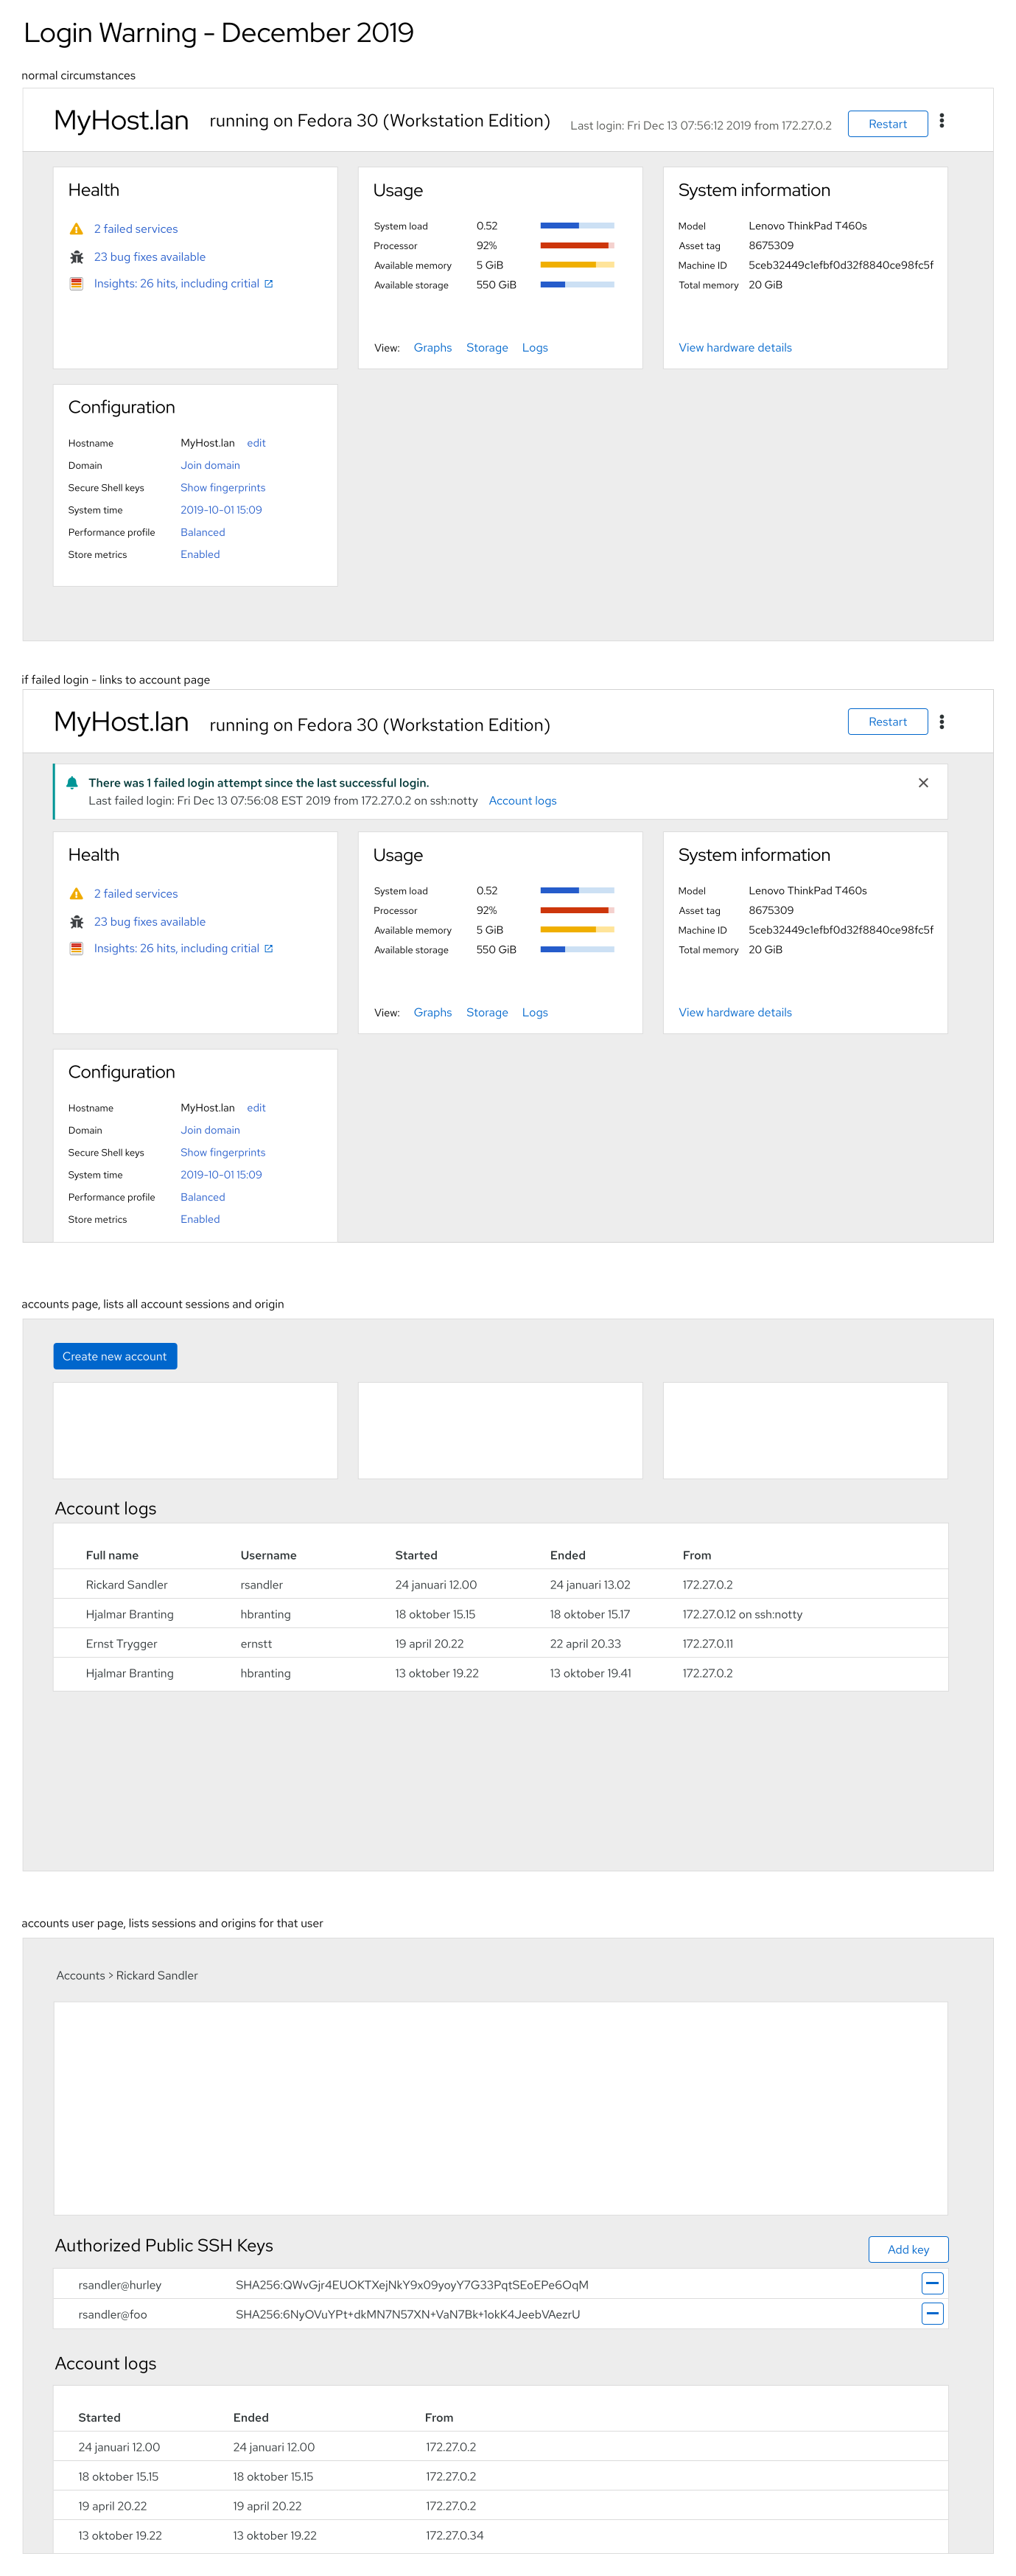 Login Warning - December 2019
normal circumstances
MyHost.lan running on Fedora 30 (Workstation Edition) Last login: Fri Dec 13 07:56:12 2019 from 172.27.0.2 Restart
Health
2 failed services
23 bug fixes available
Insights: 26 hits, including critial
Usage
System load 0.52
Processor 92%
Available memory 5 GiB
Available storage 550 GiB
View: Graphs Storage Logs
System information
Model Lenovo ThinkPad T460s
Asset tag 8675309
Machine ID 5ceb32449c1efbf0d32f8840ce98fc5f
Total memory 20 GiB
View hardware details
Configuration
Hostname MyHost.lan edit
Domain Join domain
Secure Shell keys Show fingerprints
System time 2019-10-01 15:09
Performance profile Balanced
Store metrics Enabled
if failed login - links to account page
MyHost.lan running on Fedora 30 (Workstation Edition) Restart
There was 1 failed login attempt since the last successful login.
Last failed login: Fri Dec 13 07:56:08 EST 2019 from 172.27.0.2 on ssh:notty Account logs
Health
2 failed services
23 bug fixes available
Insights: 26 hits, including critial
Usage
System load 0.52
Processor 92%
Available memory 5 GiB
Available storage 550 GiB
View: Graphs Storage Logs
System information
Model Lenovo ThinkPad T460s
Asset tag 8675309
Machine ID 5ceb32449c1efbf0d32f8840ce98fc5f
Total memory 20 GiB
View hardware details
Configuration
Hostname MyHost.lan edit
Domain Join domain
Secure Shell keys Show fingerprints
System time 2019-10-01 15:09
Performance profile Balanced
Store metrics Enabled
accounts page, lists all account sessions and origin
Create new account
Account logs
Full name Username Started Ended From
Rickard Sandler rsandler 24 januari 12.00 24 januari 13.02 172.27.0.2
Hjalmar Branting hbranting 18 oktober 15.15 18 oktober 15.17 172.27.0.12 on ssh:notty
Ernst Trygger ernstt 19 april 20.22 22 april 20.33 172.27.0.11
Hjalmar Branting hbranting 13 oktober 19.22 13 oktober 19.41 172.27.0.2
accounts user page, lists sessions and origins for that user
Accounts > Rickard Sandler
Authorized Public SSH Keys Add key
rsandler@hurley SHA256:QWvGjr4EUOKTXejNkY9x09yoyY7G33PqtSEoEPe6OqM
rsandler@foo SHA256:6NyOVuYPt+dkMN7N57XN+VaN7Bk+1okK4JeebVAezrU
Account logs
Started Ended From
24 januari 12.00 24 januari 12.00 172.27.0.2
18 oktober 15.15 18 oktober 15.15 172.27.0.2
19 april 20.22 19 april 20.22 172.27.0.2
13 oktober 19.22 13 oktober 19.22 172.27.0.34